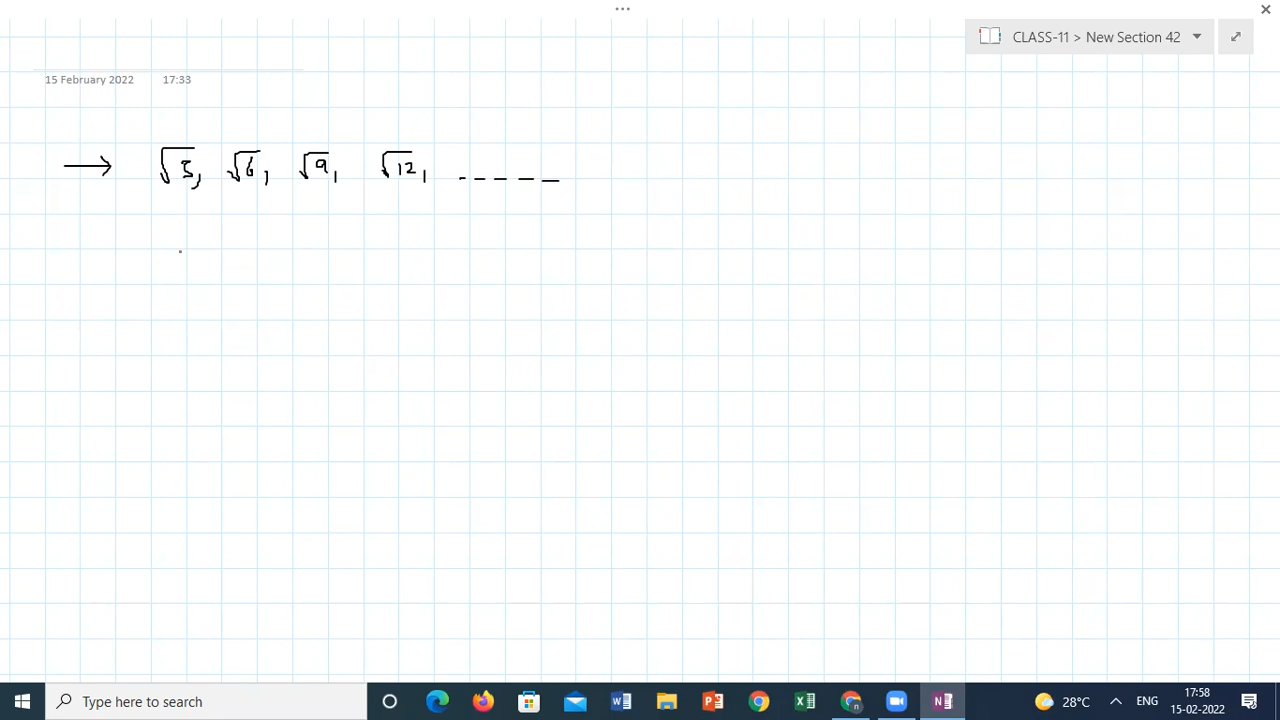 CLASS-11 > New Section 42
15 February 2022 17:33
→ √3, √6, √9, √12, -----
Type here to search
28°C ENG 17:58
15-02-2022